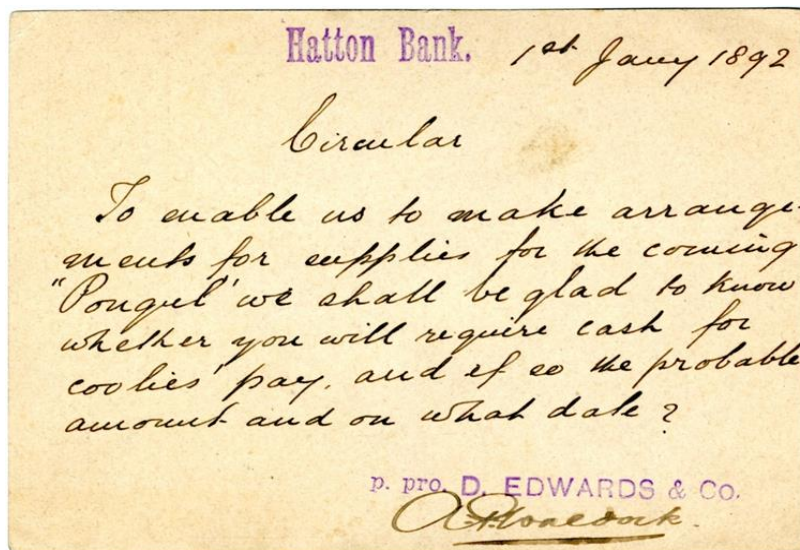 Hatton Bank. 1st Jany 1892
Circular
To enable us to make arrange-
ments for supplies for the coming
"Pongul" we shall be glad to know
whether you will require cash for
coolies' pay, and if so the probable
amount and on what date?
p. pro. D. EDWARDS & Co.